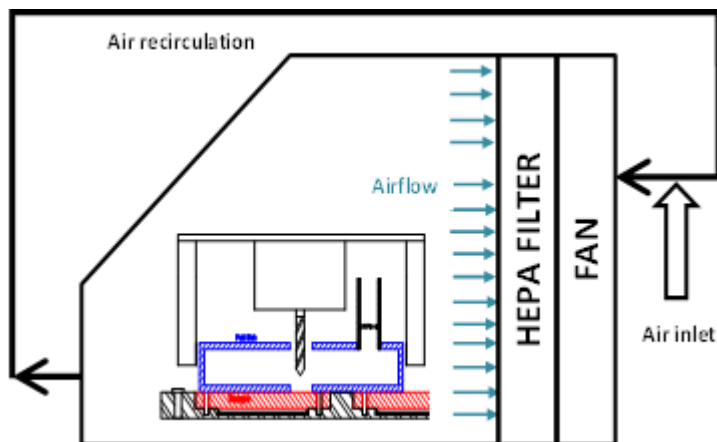 Air recirculation
Airflow
HEPA FILTER
FAN
Air inlet